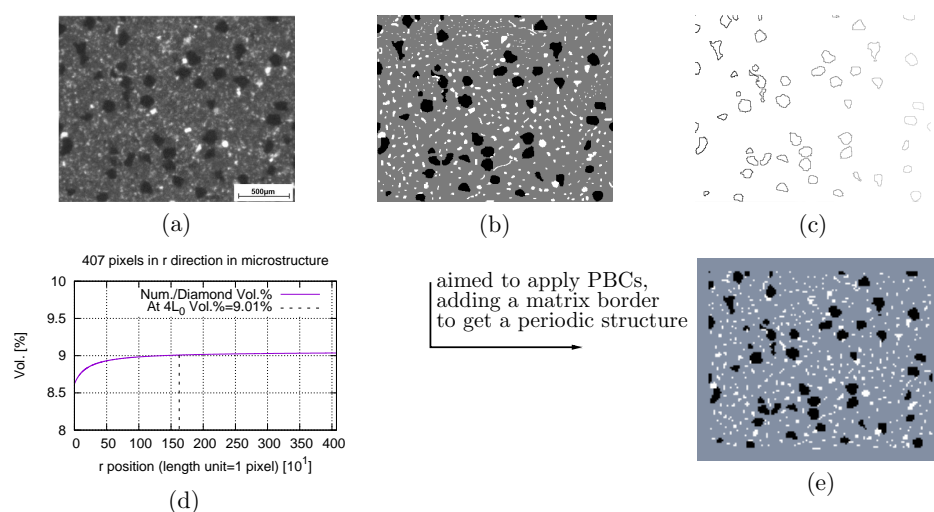 500μm
(a)
(b)
(c)
407 pixels in r direction in microstructure
10
9.5
9
8.5
8
Vol. [%]
Num./Diamond Vol.%
At 4L₀ Vol.%=9.01%
0 50 100 150 200 250 300 350 400
r position (length unit=1 pixel) [10¹]
(d)
aimed to apply PBCs,
adding a matrix border
to get a periodic structure
(e)